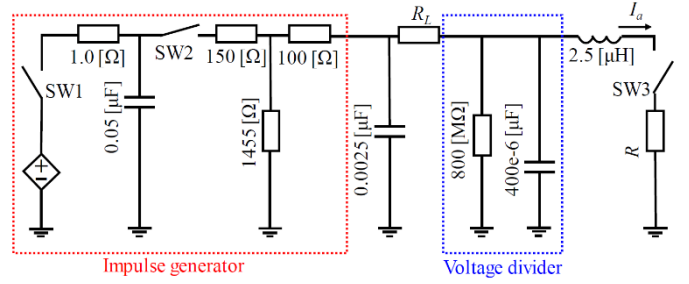 R_L
I_a
1.0 [Ω]
SW2
150 [Ω]
100 [Ω]
2.5 [μH]
SW1
SW3
0.05 [μF]
1455 [Ω]
0.0025 [μF]
800 [MΩ]
400e-6 [μF]
R
+
-
Impulse generator
Voltage divider